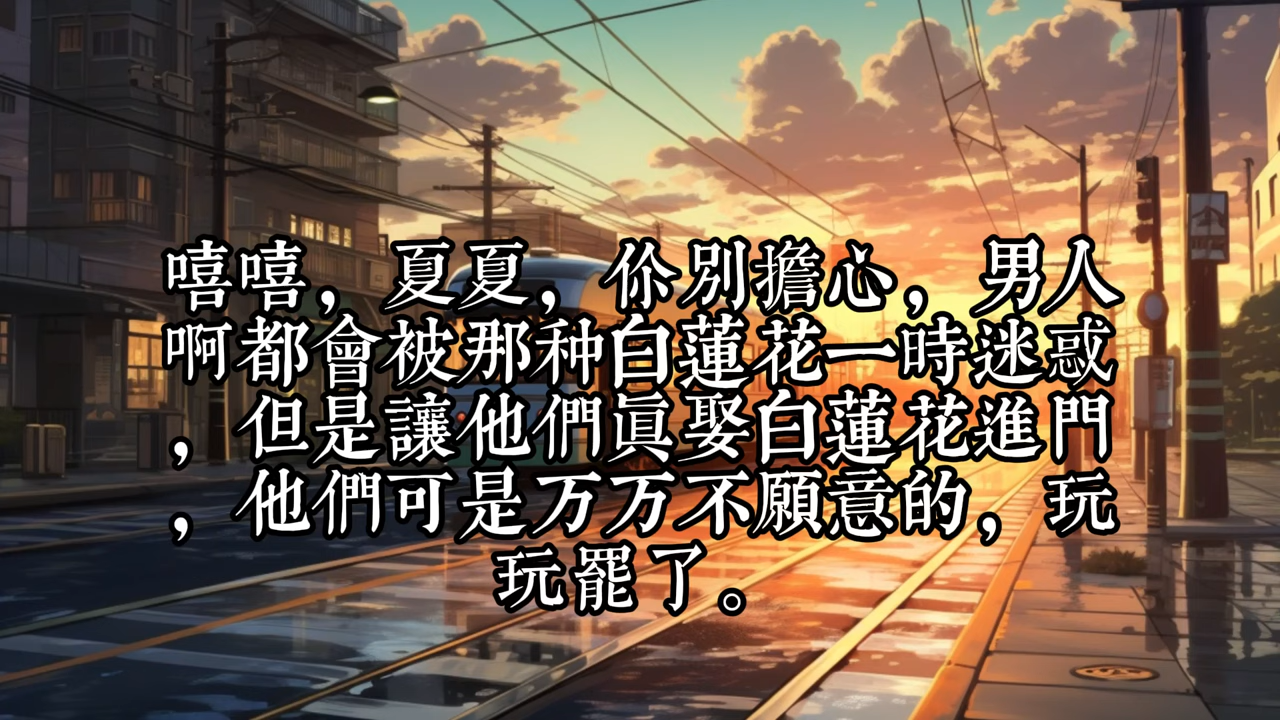 嘻嘻，夏夏，你別擔心，男人
啊都會被那种白蓮花一時迷惑
，但是讓他們眞娶白蓮花進門
，他們可是万万不願意的，玩
玩罷了。